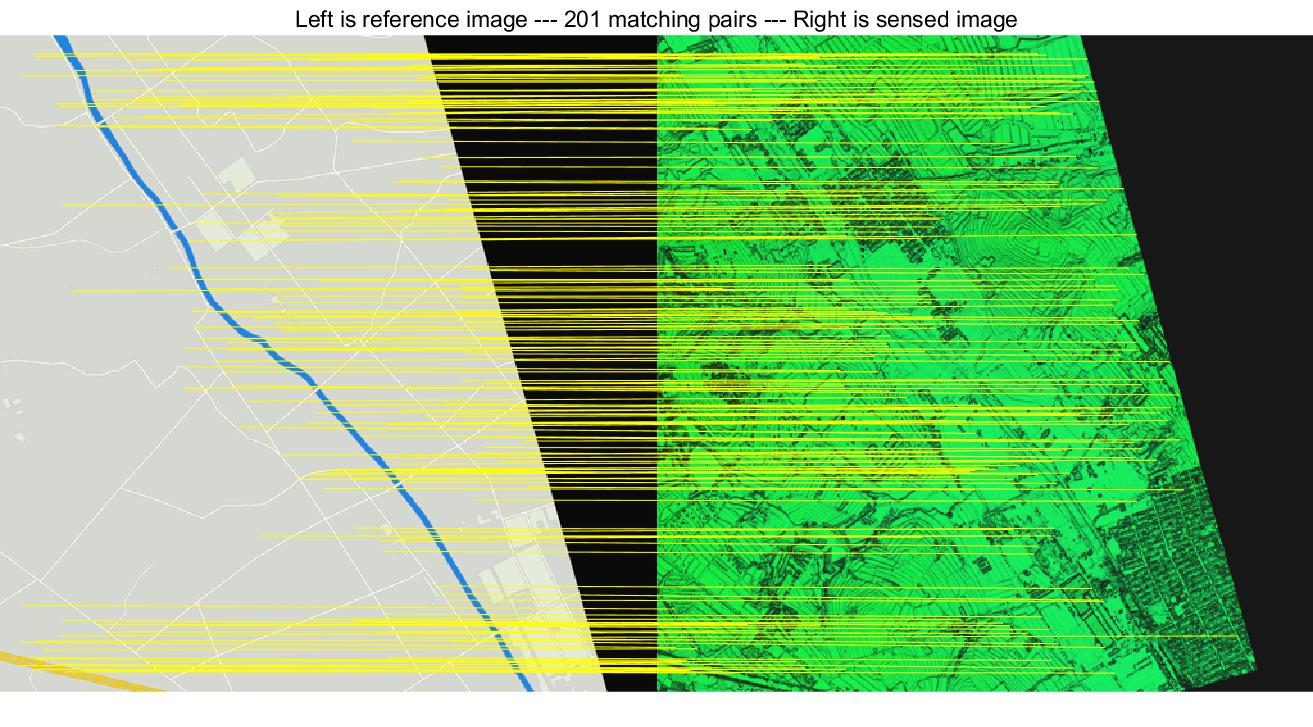 Left is reference image --- 201 matching pairs --- Right is sensed image